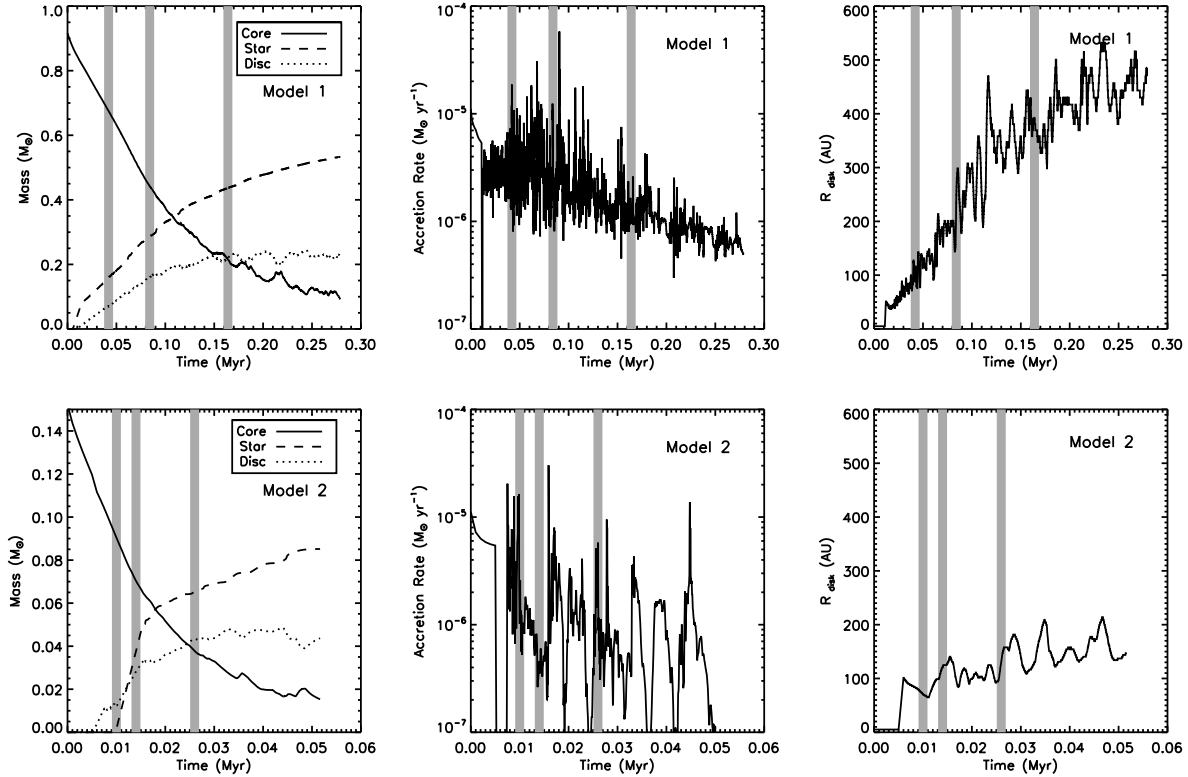 Mass (M⊙)
1.0
0.8
0.6
0.4
0.2
0.0
Core
Star
Disc
Model 1
0.00 0.05 0.10 0.15 0.20 0.25 0.30
Time (Myr)
Accretion Rate (M⊙ yr⁻¹)
10⁻⁴
10⁻⁵
10⁻⁶
10⁻⁷
Model 1
0.00 0.05 0.10 0.15 0.20 0.25 0.30
Time (Myr)
R disk (AU)
600
500
400
300
200
100
0
Model 1
0.00 0.05 0.10 0.15 0.20 0.25 0.30
Time (Myr)
Mass (M⊙)
0.14
0.12
0.10
0.08
0.06
0.04
0.02
0.00
Core
Star
Disc
Model 2
0.00 0.01 0.02 0.03 0.04 0.05 0.06
Time (Myr)
Accretion Rate (M⊙ yr⁻¹)
10⁻⁴
10⁻⁵
10⁻⁶
10⁻⁷
Model 2
0.00 0.01 0.02 0.03 0.04 0.05 0.06
Time (Myr)
R disk (AU)
600
500
400
300
200
100
0
Model 2
0.00 0.01 0.02 0.03 0.04 0.05 0.06
Time (Myr)